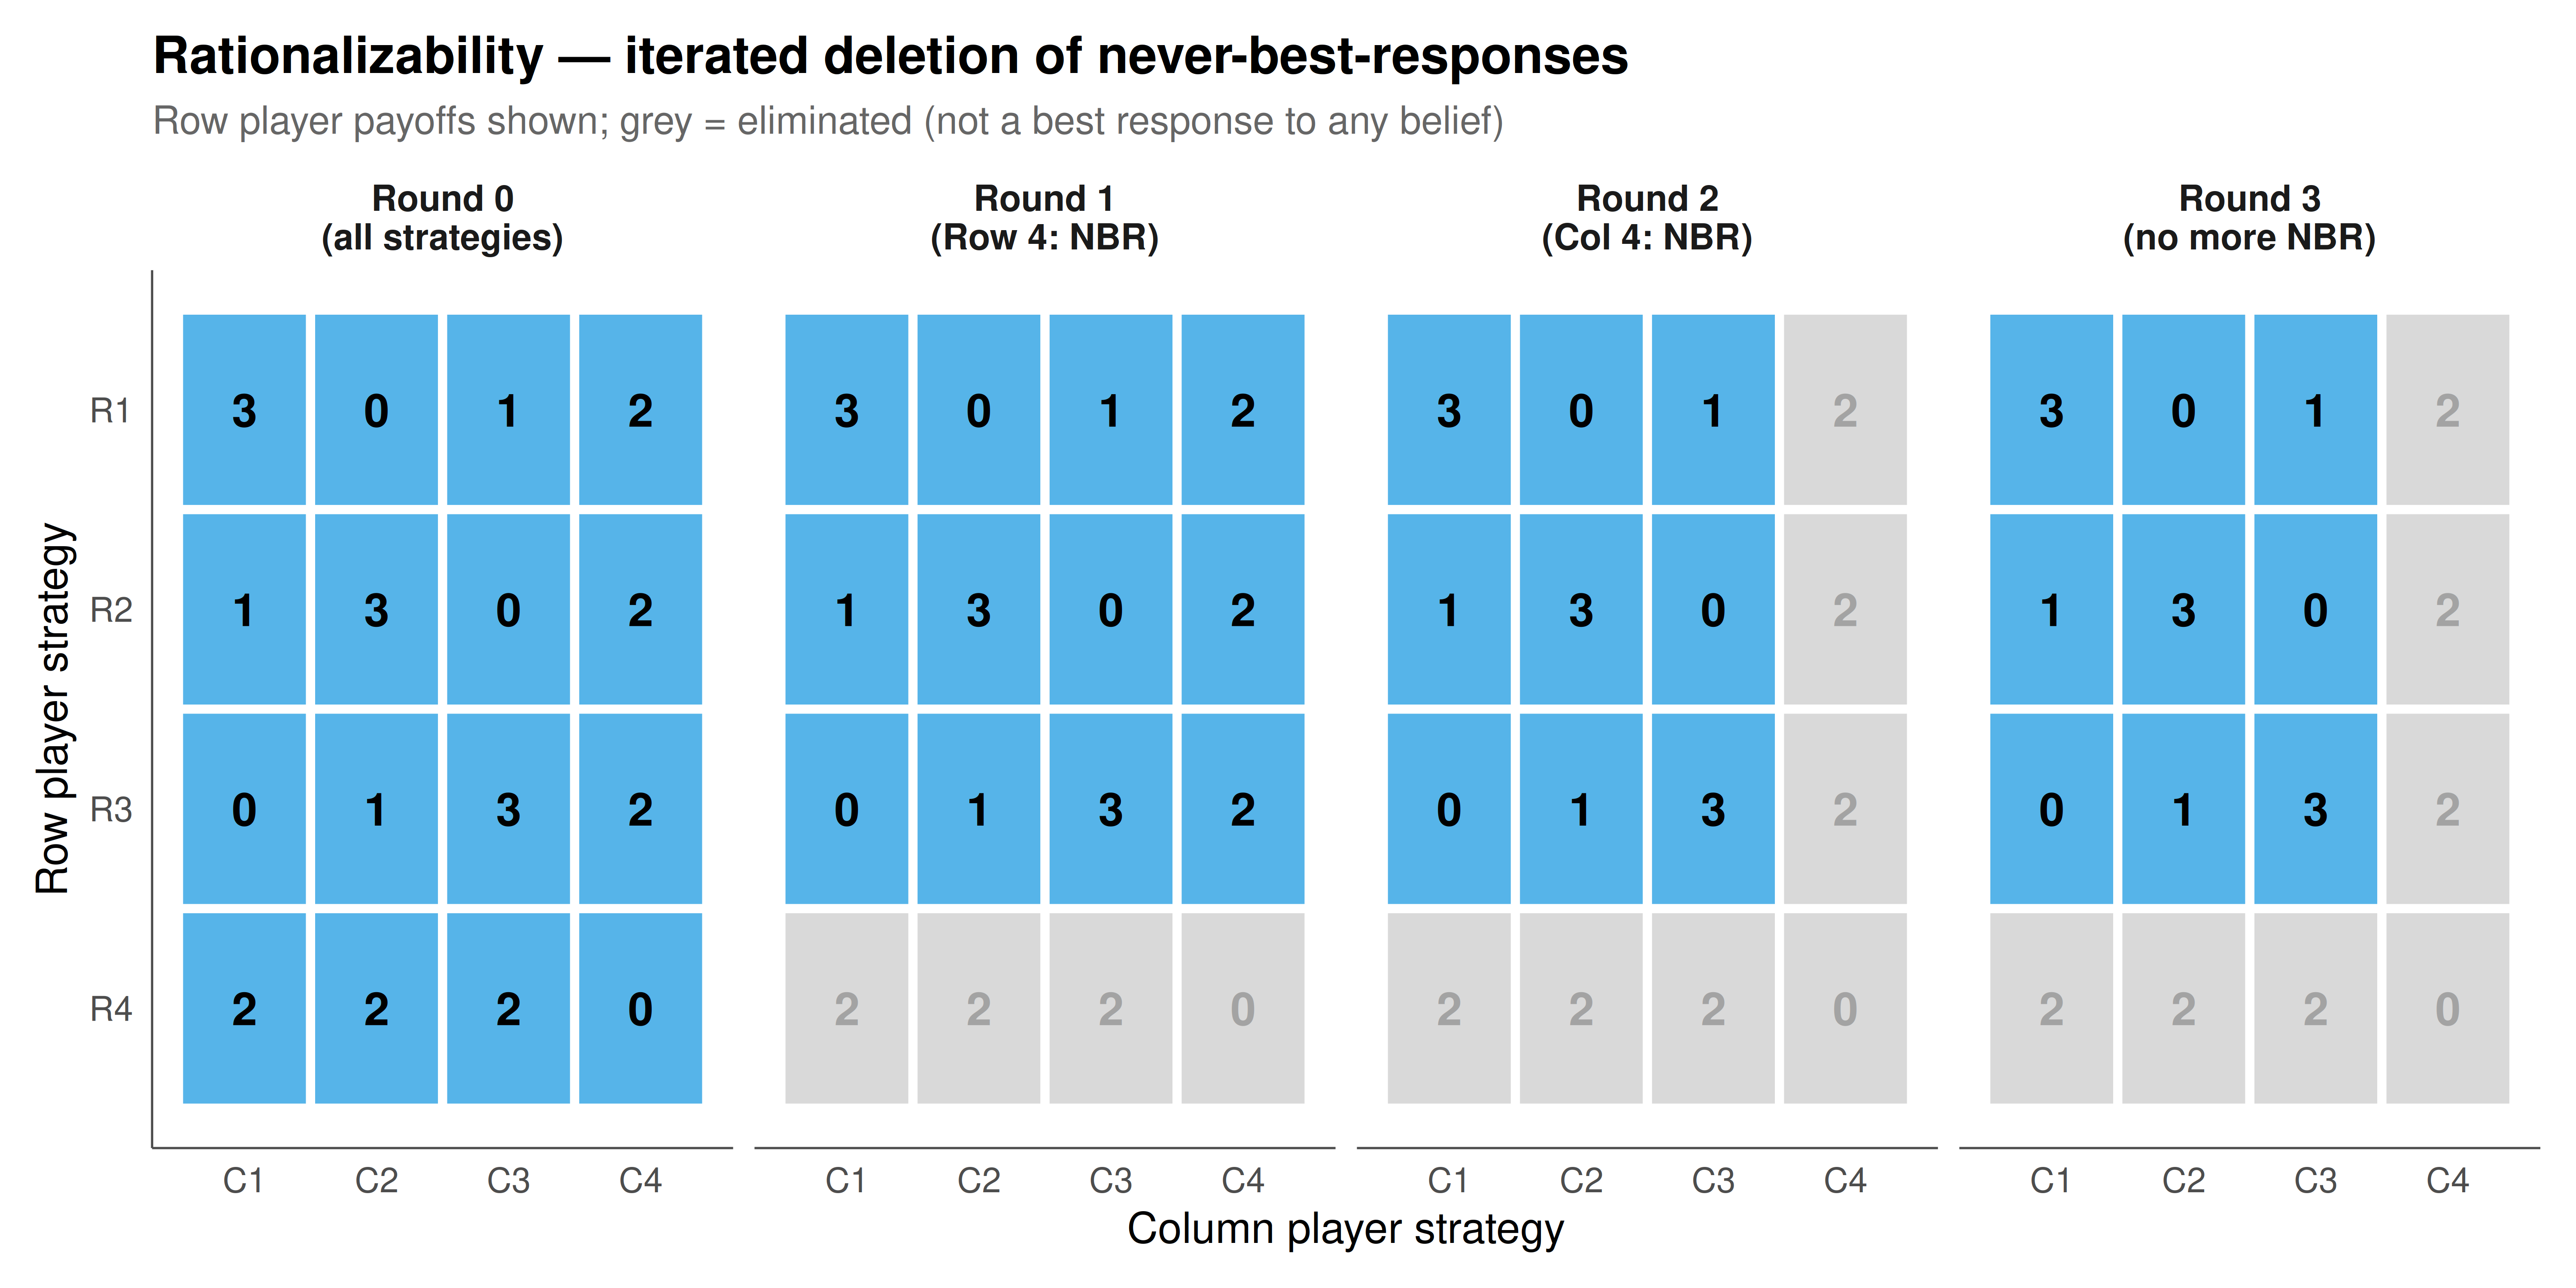 Rationalizability — iterated deletion of never-best-responses
Row player payoffs shown; grey = eliminated (not a best response to any belief)
Round 0
(all strategies)
Round 1
(Row 4: NBR)
Round 2
(Col 4: NBR)
Round 3
(no more NBR)
Row player strategy
R1 3 0 1 2 3 0 1 2 3 0 1 2 3 0 1 2
R2 1 3 0 2 1 3 0 2 1 3 0 2 1 3 0 2
R3 0 1 3 2 0 1 3 2 0 1 3 2 0 1 3 2
R4 2 2 2 0 2 2 2 0 2 2 2 0 2 2 2 0
C1 C2 C3 C4 C1 C2 C3 C4 C1 C2 C3 C4 C1 C2 C3 C4
Column player strategy